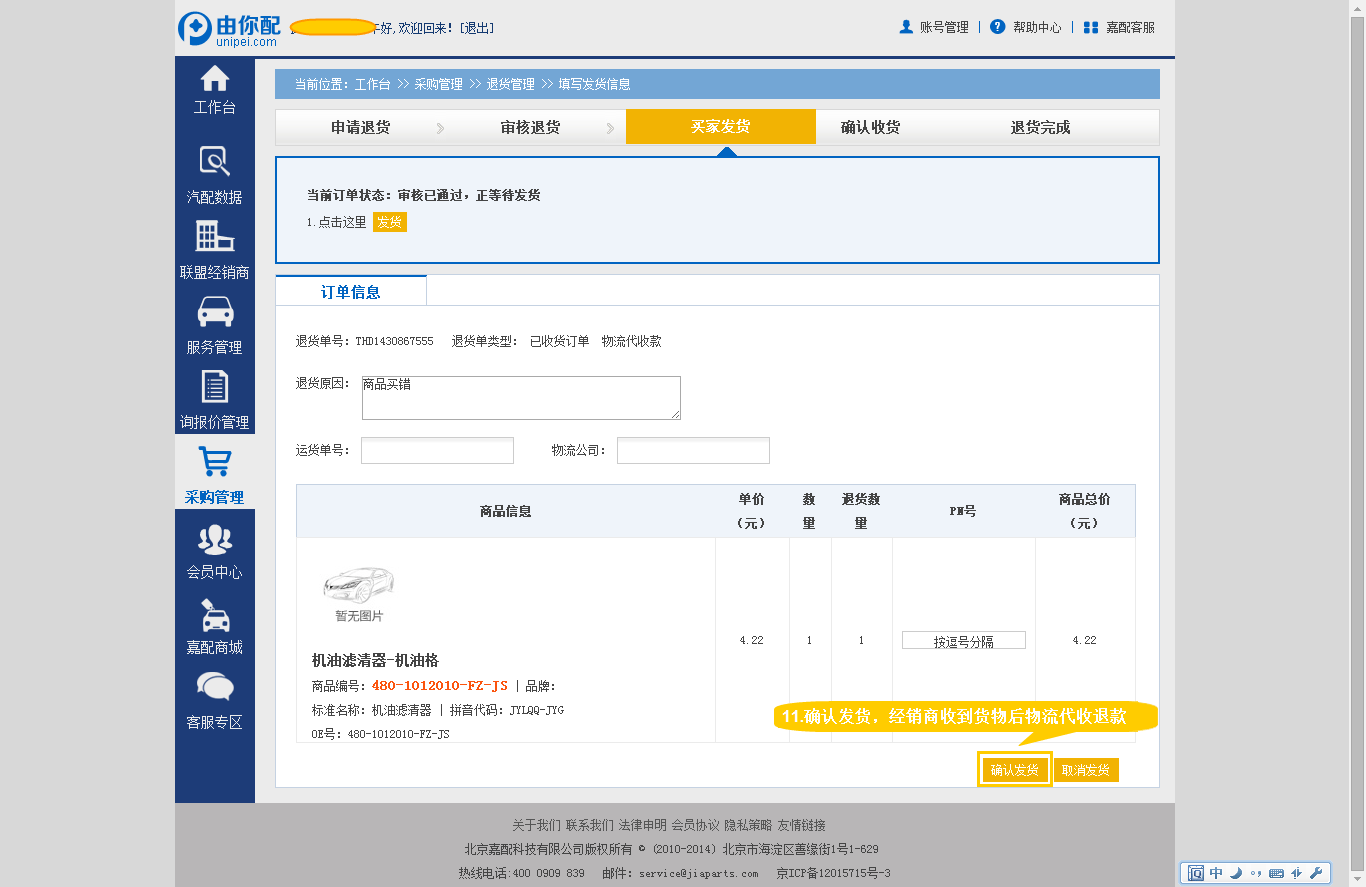 由你配
unipei.com
午好,欢迎回来! [退出]
账号管理 | 帮助中心 | 嘉配客服
工作台
汽配数据
联盟经销商
服务管理
询报价管理
采购管理
会员中心
嘉配商城
客服专区
当前位置: 工作台 >> 采购管理 >> 退货管理 >> 填写发货信息
申请退货 审核退货 买家发货 确认收货 退货完成
当前订单状态: 审核已通过, 正等待发货
1.点击这里 发货
订单信息
退货单号: THD1430867555 退货单类型: 已收货订单 物流代收款
退货原因: 商品买错
运货单号: 物流公司:
商品信息 单价（元） 数量 退货数量 PN号 商品总价（元）
暂无图片
4.22 1 1 按逗号分隔 4.22
机油滤清器-机油格
商品编号: 480-1012010-FZ-JS | 品牌:
标准名称: 机油滤清器 | 拼音代码: JYLQQ-JYG
OE号: 480-1012010-FZ-JS
11.确认发货, 经销商收到货物后物流代收退款
确认发货 取消发货
关于我们 联系我们 法律申明 会员协议 隐私策略 友情链接
北京嘉配科技有限公司版权所有 © (2010-2014) 北京市海淀区善缘街1号1-629
热线电话:400 0909 839 邮件: service@jiaparts.com 京ICP备12015715号-3
中